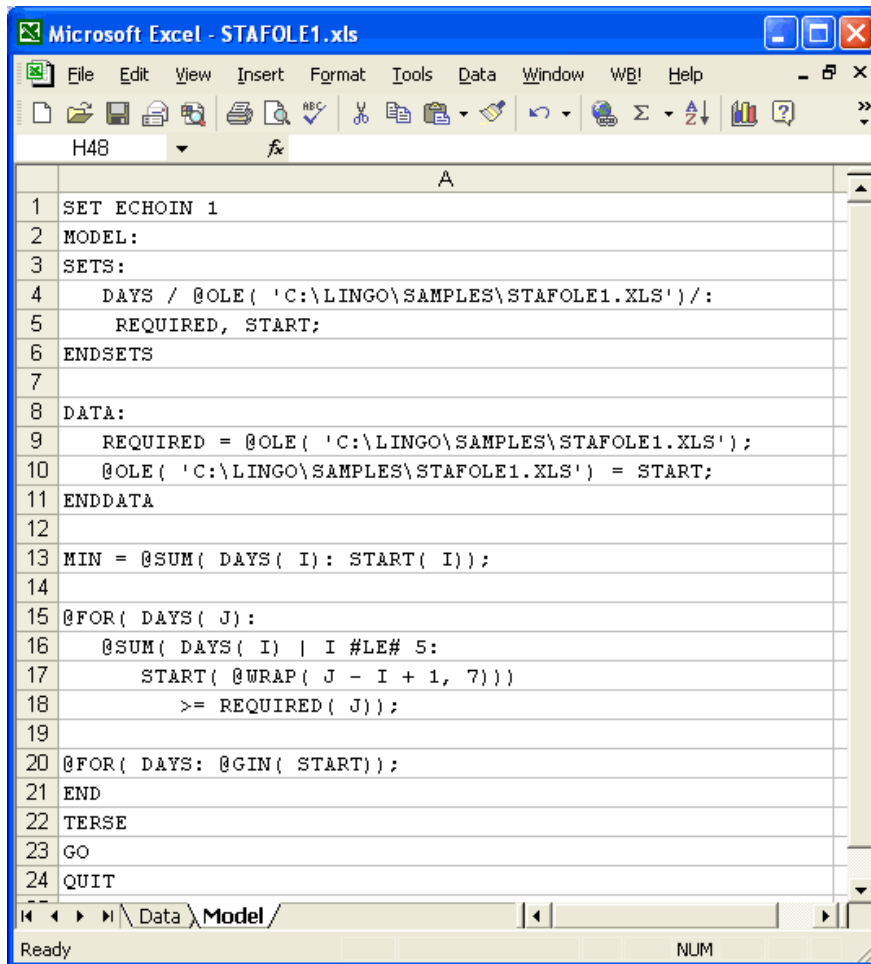 Microsoft Excel - STAFOLE1.xls
File Edit View Insert Format Tools Data Window WB! Help
ABC Σ A Z ?
H48 fx
A
1 SET ECHOIN 1
2 MODEL:
3 SETS:
4 DAYS / @OLE( 'C:\LINGO\SAMPLES\STAFOLE1.XLS')/:
5 REQUIRED, START;
6 ENDSETS
7
8 DATA:
9 REQUIRED = @OLE( 'C:\LINGO\SAMPLES\STAFOLE1.XLS');
10 @OLE( 'C:\LINGO\SAMPLES\STAFOLE1.XLS') = START;
11 ENDDATA
12
13 MIN = @SUM( DAYS( I): START( I));
14
15 @FOR( DAYS( J):
16 @SUM( DAYS( I) | I #LE# 5:
17 START( @WRAP( J - I + 1, 7)))
18 >= REQUIRED( J));
19
20 @FOR( DAYS: @GIN( START));
21 END
22 TERSE
23 GO
24 QUIT
Data Model
Ready NUM